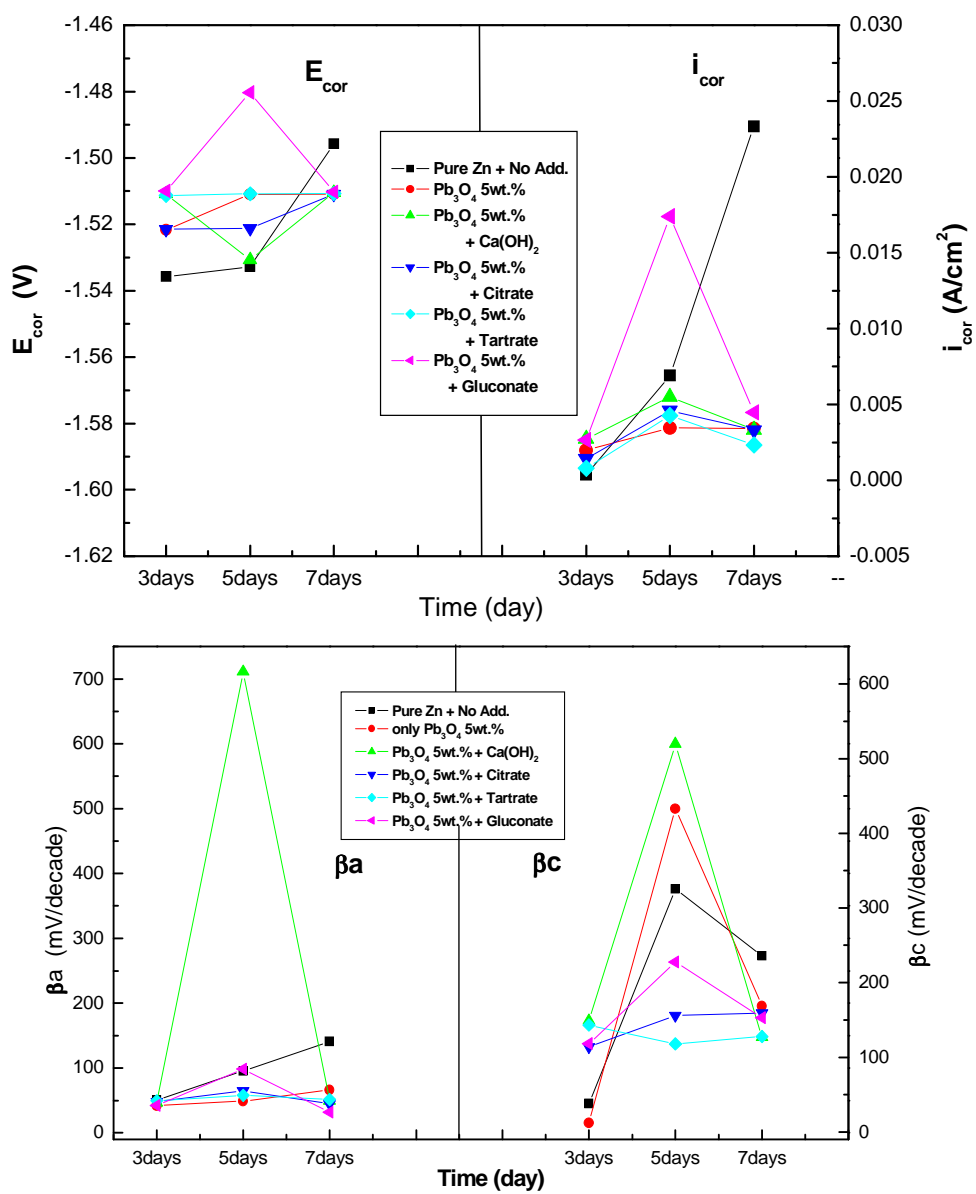 -1.46
-1.48
-1.50
-1.52
-1.54
-1.56
-1.58
-1.60
-1.62
E_cor (V)
E_cor
i_cor
Pure Zn + No Add.
Pb₃O₄ 5wt.%
Pb₃O₄ 5wt.%
+ Ca(OH)₂
Pb₃O₄ 5wt.%
+ Citrate
Pb₃O₄ 5wt.%
+ Tartrate
Pb₃O₄ 5wt.%
+ Gluconate
0.030
0.025
0.020
0.015
0.010
0.005
0.000
-0.005
i_cor (A/cm²)
3days 5days 7days 3days 5days 7days --
Time (day)
700
600
500
400
300
200
100
0
βa (mV/decade)
Pure Zn + No Add.
only Pb₃O₄ 5wt.%
Pb₃O₄ 5wt.% + Ca(OH)₂
Pb₃O₄ 5wt.% + Citrate
Pb₃O₄ 5wt.% + Tartrate
Pb₃O₄ 5wt.% + Gluconate
βa
βc
600
500
400
300
200
100
0
βc (mV/decade)
3days 5days 7days 3days 5days 7days
Time (day)